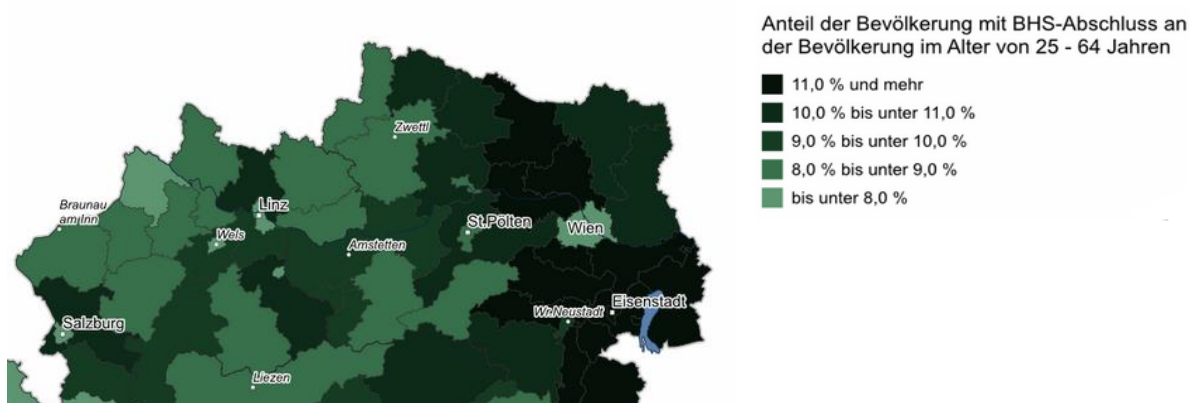 Anteil der Bevölkerung mit BHS-Abschluss an
der Bevölkerung im Alter von 25 - 64 Jahren
11,0 % und mehr
10,0 % bis unter 11,0 %
9,0 % bis unter 10,0 %
8,0 % bis unter 9,0 %
bis unter 8,0 %
Zwettl
Braunau
am Inn
Linz
Wels
Amstetten
St.Pölten
Wien
Salzburg
Wr.Neustadt
Eisenstadt
Liezen